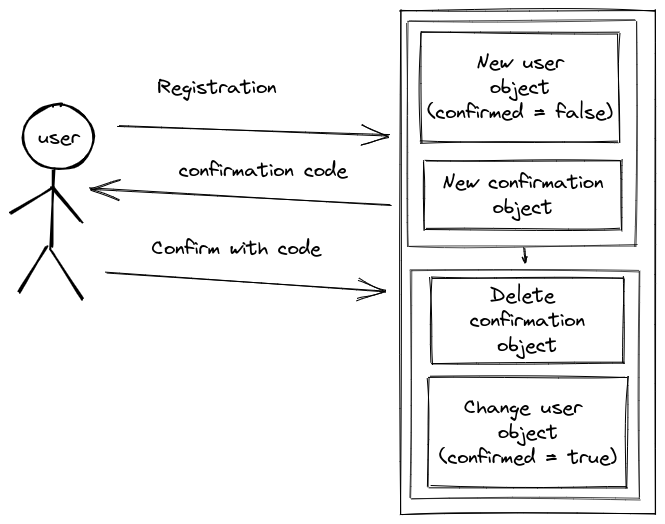 Registration
user
confirmation code
Confirm with code
New user
object
(confirmed = false)
New confirmation
object
Delete
confirmation
object
Change user
object
(confirmed = true)